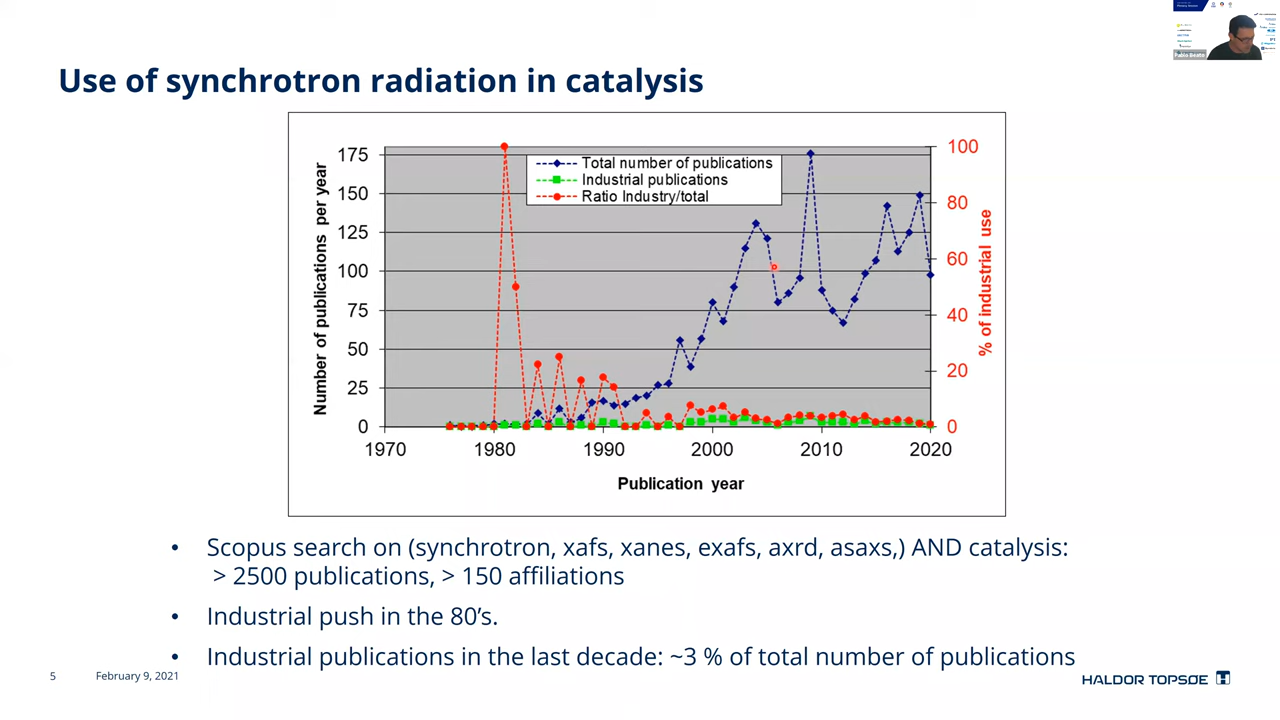 Use of synchrotron radiation in catalysis
Pablo Beato
Number of publications per year
175
150
125
100
75
50
25
0
Total number of publications
Industrial publications
Ratio Industry/total
100
80
60
40
20
0
% of industrial use
1970
1980
1990
2000
2010
2020
Publication year
• Scopus search on (synchrotron, xafs, xanes, exafs, axrd, asaxs,) AND catalysis:
> 2500 publications, > 150 affiliations
• Industrial push in the 80’s.
• Industrial publications in the last decade: ~3 % of total number of publications
5
February 9, 2021
HALDOR TOPSØE